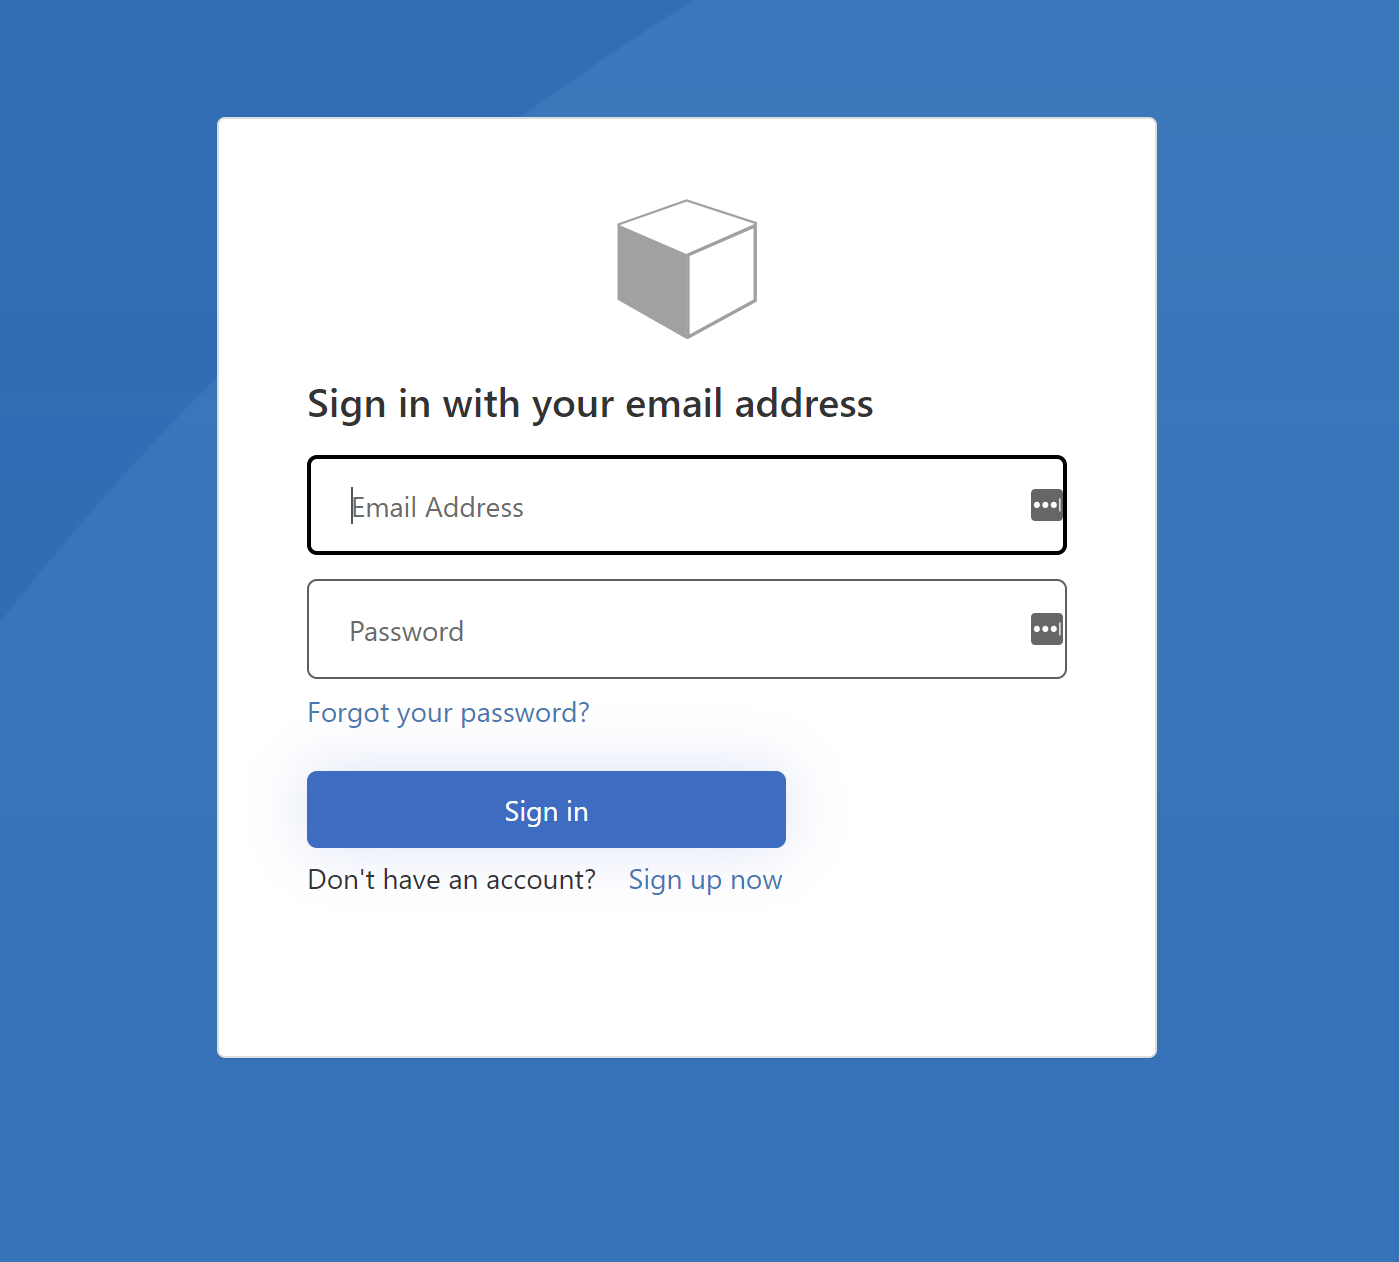 Sign in with your email address
Email Address
Password
Forgot your password?
Sign in
Don't have an account? Sign up now